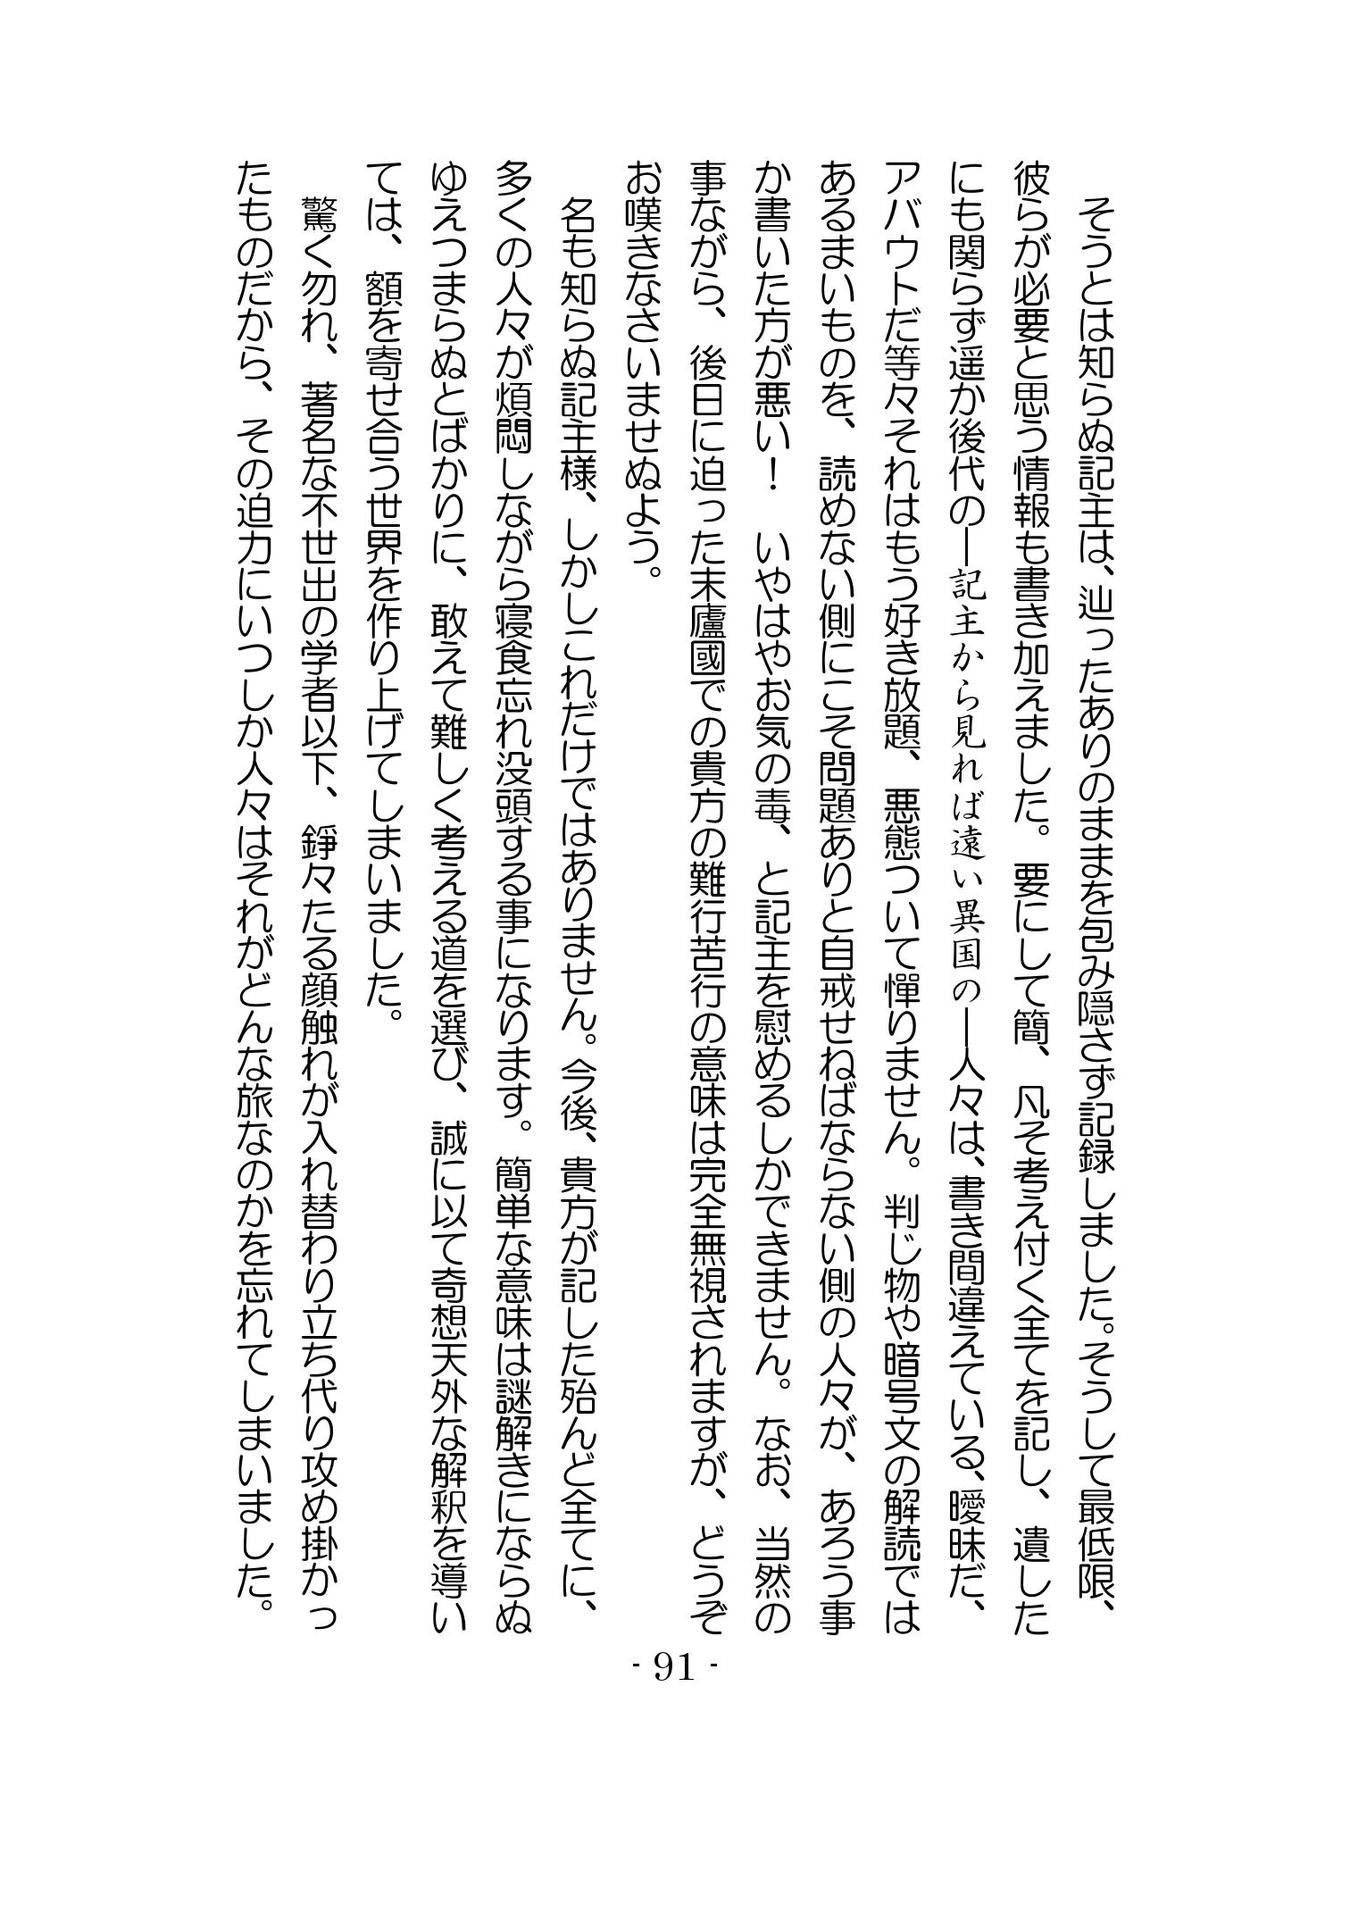 そうとは知らぬ記主は、辿ったありのままを包み隠さず記録しました。そうして最低限、
彼らが必要と思う情報も書き加えました。要にして簡、凡そ考え付く全てを記し、遺した
にも関らず遥か後代の―記主から見れば遠い異国の―人々は、書き間違えている、曖昧だ、
アバウトだ等々それはもう好き放題、悪態ついて憚りません。判じ物や暗号文の解読では
あるまいものを、読めない側にこそ問題ありと自戒せねばならない側の人々が、あろう事
か書いた方が悪い！　いやはやお気の毒、と記主を慰めるしかできません。なお、当然の
事ながら、後日に迫った末廬國での貴方の難行苦行の意味は完全無視されますが、どうぞ
お嘆きなさいませぬよう。
　名も知らぬ記主様、しかしこれだけではありません。今後、貴方が記した殆んど全てに、
多くの人々が煩悶しながら寝食忘れ没頭する事になります。簡単な意味は謎解きにならぬ
ゆえつまらぬとばかりに、敢えて難しく考える道を選び、誠に以て奇想天外な解釈を導い
ては、額を寄せ合う世界を作り上げてしまいました。
　驚く勿れ、著名な不世出の学者以下、錚々たる顔触れが入れ替わり立ち代り攻め掛かっ
たものだから、その迫力にいつしか人々はそれがどんな旅なのかを忘れてしまいました。
- 91 -